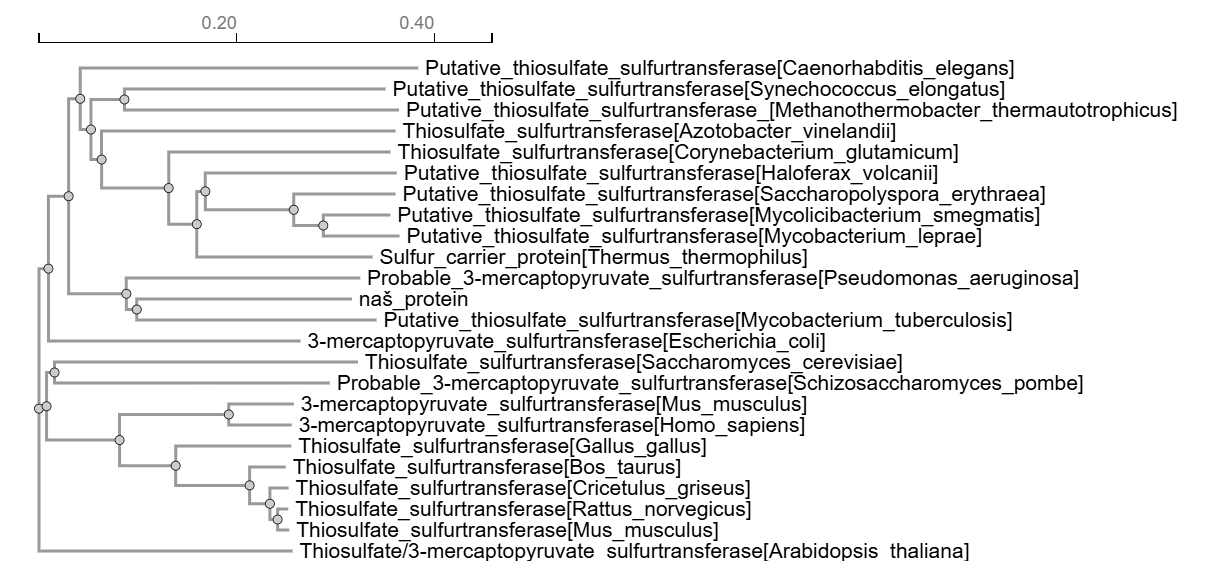 0.20 0.40
Putative_thiosulfate_sulfurtransferase[Caenorhabditis_elegans]
Putative_thiosulfate_sulfurtransferase[Synechococcus_elongatus]
Putative_thiosulfate_sulfurtransferase_[Methanothermobacter_thermautotrophicus]
Thiosulfate_sulfurtransferase[Azotobacter_vinelandii]
Thiosulfate_sulfurtransferase[Corynebacterium_glutamicum]
Putative_thiosulfate_sulfurtransferase[Haloferax_volcanii]
Putative_thiosulfate_sulfurtransferase[Saccharopolyspora_erythraea]
Putative_thiosulfate_sulfurtransferase[Mycolicibacterium_smegmatis]
Putative_thiosulfate_sulfurtransferase[Mycobacterium_leprae]
Sulfur_carrier_protein[Thermus_thermophilus]
Probable_3-mercaptopyruvate_sulfurtransferase[Pseudomonas_aeruginosa]
naš_protein
Putative_thiosulfate_sulfurtransferase[Mycobacterium_tuberculosis]
3-mercaptopyruvate_sulfurtransferase[Escherichia_coli]
Thiosulfate_sulfurtransferase[Saccharomyces_cerevisiae]
Probable_3-mercaptopyruvate_sulfurtransferase[Schizosaccharomyces_pombe]
3-mercaptopyruvate_sulfurtransferase[Mus_musculus]
3-mercaptopyruvate_sulfurtransferase[Homo_sapiens]
Thiosulfate_sulfurtransferase[Gallus_gallus]
Thiosulfate_sulfurtransferase[Bos_taurus]
Thiosulfate_sulfurtransferase[Cricetulus_griseus]
Thiosulfate_sulfurtransferase[Rattus_norvegicus]
Thiosulfate_sulfurtransferase[Mus_musculus]
Thiosulfate/3-mercaptopyruvate_sulfurtransferase[Arabidopsis_thaliana]